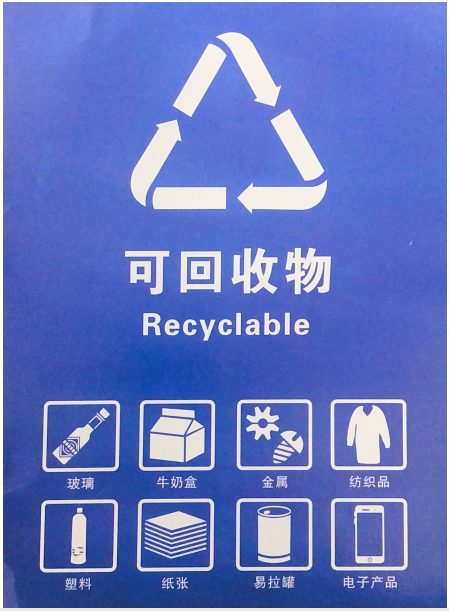 可回收物
Recyclable
玻璃 牛奶盒 金属 纺织品
塑料 纸张 易拉罐 电子产品